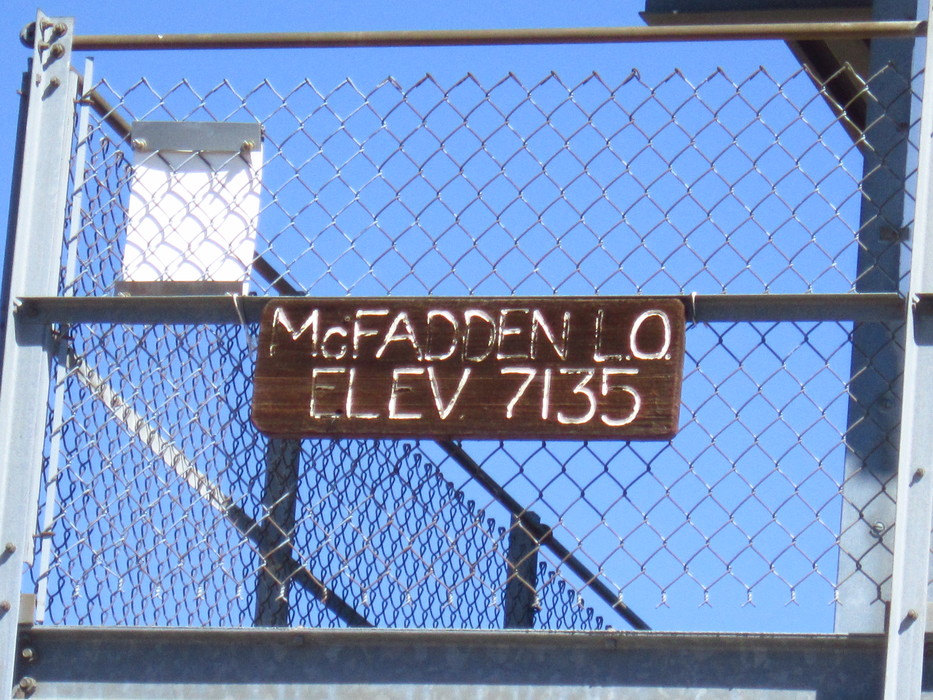 McFADDEN L.O.
ELEV 7135